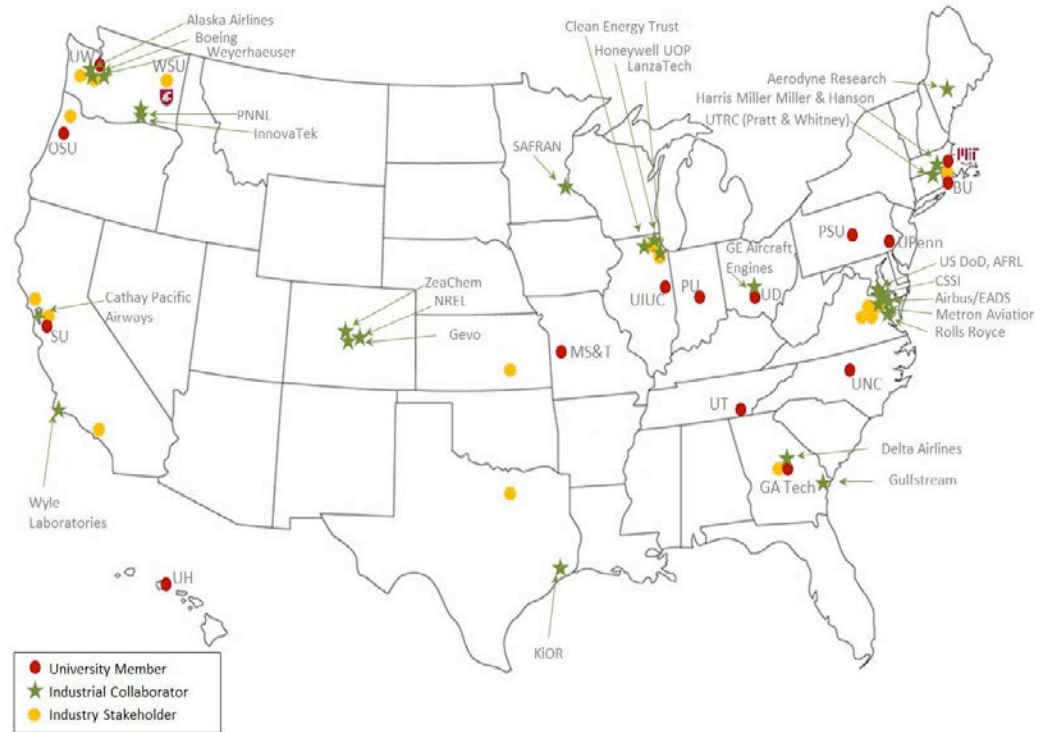 Alaska Airlines
Boeing
Weyerhaeuser
UW
WSU
PNNL
InnovaTek
OSU
Clean Energy Trust
Honeywell UOP
LanzaTech
SAFRAN
Aerodyne Research
Harris Miller Miller & Hanson
UTRC (Pratt & Whitney)
MIT
BU
PSU
UPenn
GE Aircraft
Engines
UD
US DoD, AFRL
CSSI
Airbus/EADS
Metron Aviatior
Rolls Royce
UIUC
PU
ZeaChem
NREL
Gevo
Cathay Pacific
Airways
SU
MS&T
UNC
UT
Delta Airlines
GA Tech
Gulfstream
Wyle
Laboratories
UH
KiOR
University Member
Industrial Collaborator
Industry Stakeholder